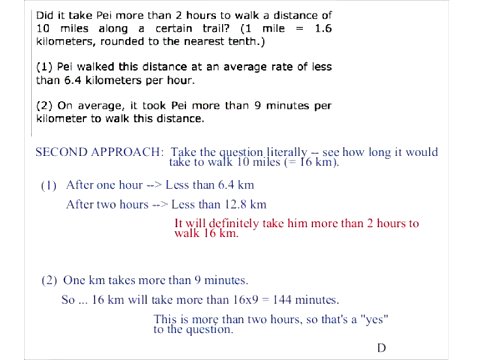 Did it take Pei more than 2 hours to walk a distance of
10 miles along a certain trail? (1 mile = 1.6
kilometers, rounded to the nearest tenth.)
(1) Pei walked this distance at an average rate of less
than 6.4 kilometers per hour.
(2) On average, it took Pei more than 9 minutes per
kilometer to walk this distance.
SECOND APPROACH: Take the question literally -- see how long it would
take to walk 10 miles (= 16 km).
(1) After one hour --> Less than 6.4 km
After two hours --> Less than 12.8 km
It will definitely take him more than 2 hours to
walk 16 km.
(2) One km takes more than 9 minutes.
So ... 16 km will take more than 16x9 = 144 minutes.
This is more than two hours, so that's a "yes"
to the question.
D